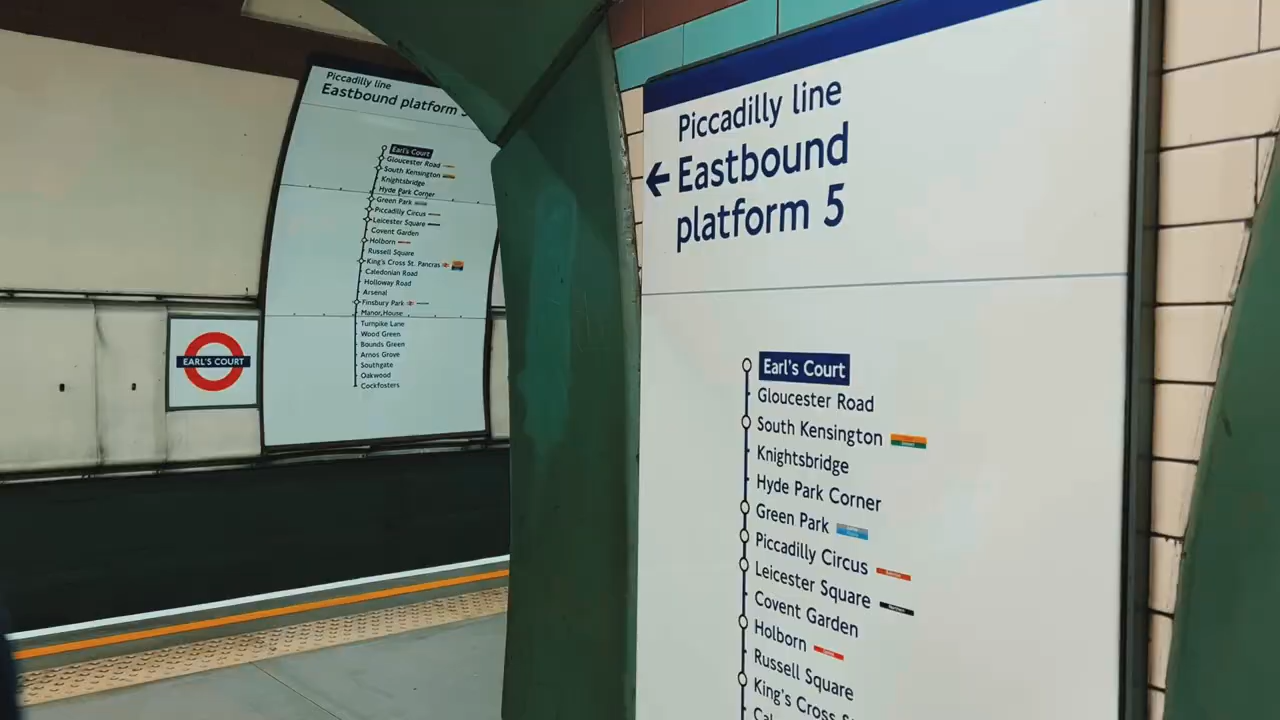 Piccadilly line
Eastbound platform 5
Earl's Court
Gloucester Road
South Kensington
Knightsbridge
Hyde Park Corner
Green Park
Piccadilly Circus
Leicester Square
Covent Garden
Holborn
Russell Square
King's Cross St. Pancras
Caledonian Road
Holloway Road
Arsenal
Finsbury Park
Manor House
Turnpike Lane
Wood Green
Bounds Green
Arnos Grove
Southgate
Oakwood
Cockfosters
EARL'S COURT
Piccadilly line
Eastbound
platform 5
Earl's Court
Gloucester Road
South Kensington
Knightsbridge
Hyde Park Corner
Green Park
Piccadilly Circus
Leicester Square
Covent Garden
Holborn
Russell Square
King's Cross